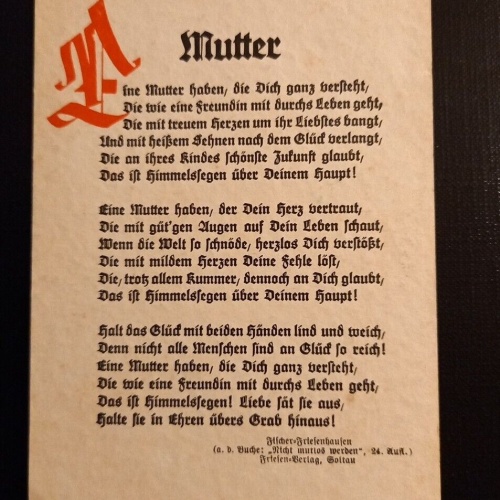 Mutter
Eine Mutter haben, die Dich ganz versteht,
Die wie eine Freundin mit durchs Leben geht,
Die mit treuem Herzen um ihr Liebstes bangt,
Und mit heißem Sehnen nach dem Glück verlangt,
Die an ihres Kindes schönste Zukunft glaubt,
Das ist Himmelssegen über Deinem Haupt!
Eine Mutter haben, der Dein Herz vertraut,
Die mit güt'gen Augen auf Dein Leben schaut,
Wenn die Welt so schnöde, herzlos Dich verstößt,
Die mit mildem Herzen Deine Fehle löst,
Die, trotz allem Kummer, dennoch an Dich glaubt,
Das ist Himmelssegen über Deinem Haupt!
Halt das Glück mit beiden Händen lind und weich,
Denn nicht alle Menschen sind an Glück so reich!
Eine Mutter haben, die Dich ganz versteht,
Die wie eine Freundin mit durchs Leben geht,
Das ist Himmelssegen! Liebe sät sie aus,
Halte sie in Ehren übers Grab hinaus!
Fischer-Friesenhausen
(a. d. Buche: „Nicht mutlos werden", 24. Aufl.)
Friesen-Verlag, Soltau